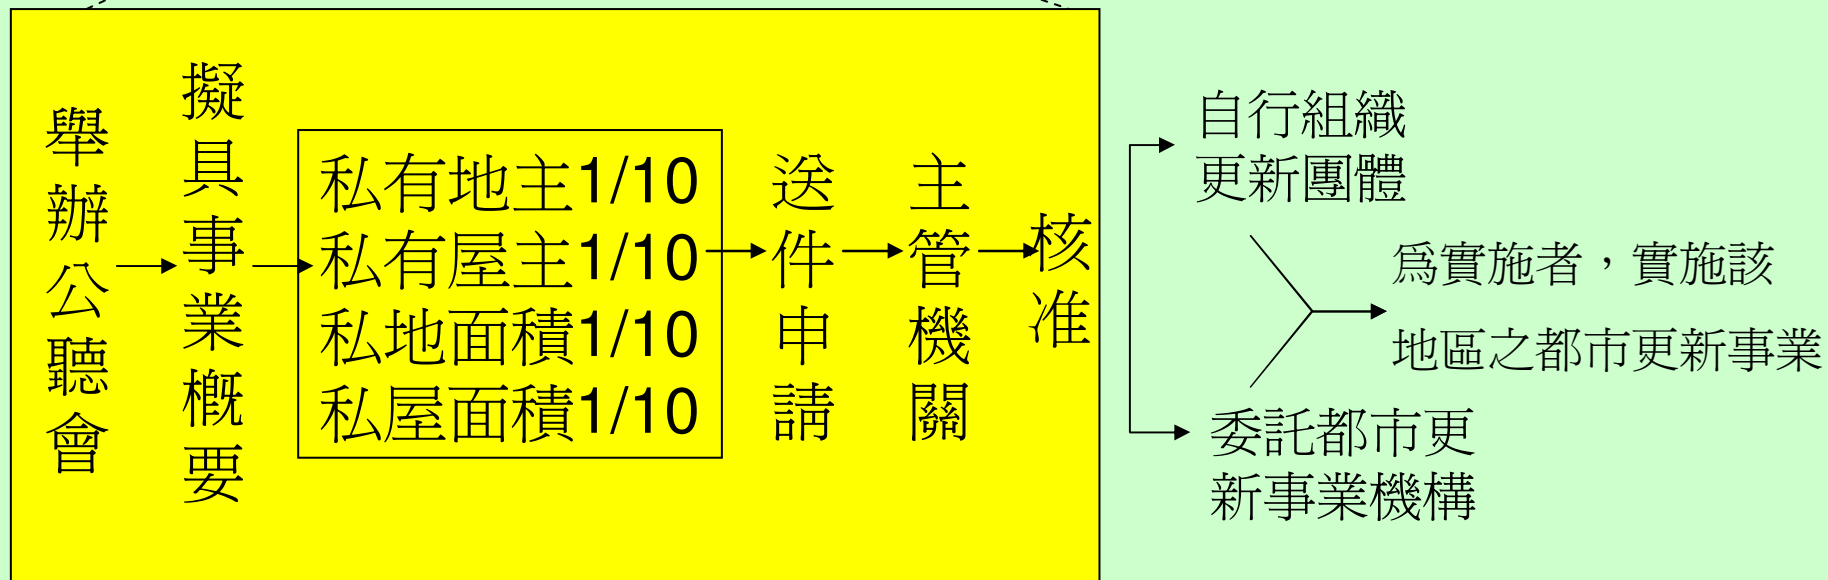 舉辦公聽會
擬具事業概要
私有地主1/10
私有屋主1/10
私地面積1/10
私屋面積1/10
送件申請
主管機關
核准
自行組織
更新團體
為實施者，實施該
地區之都市更新事業
委託都市更
新事業機構